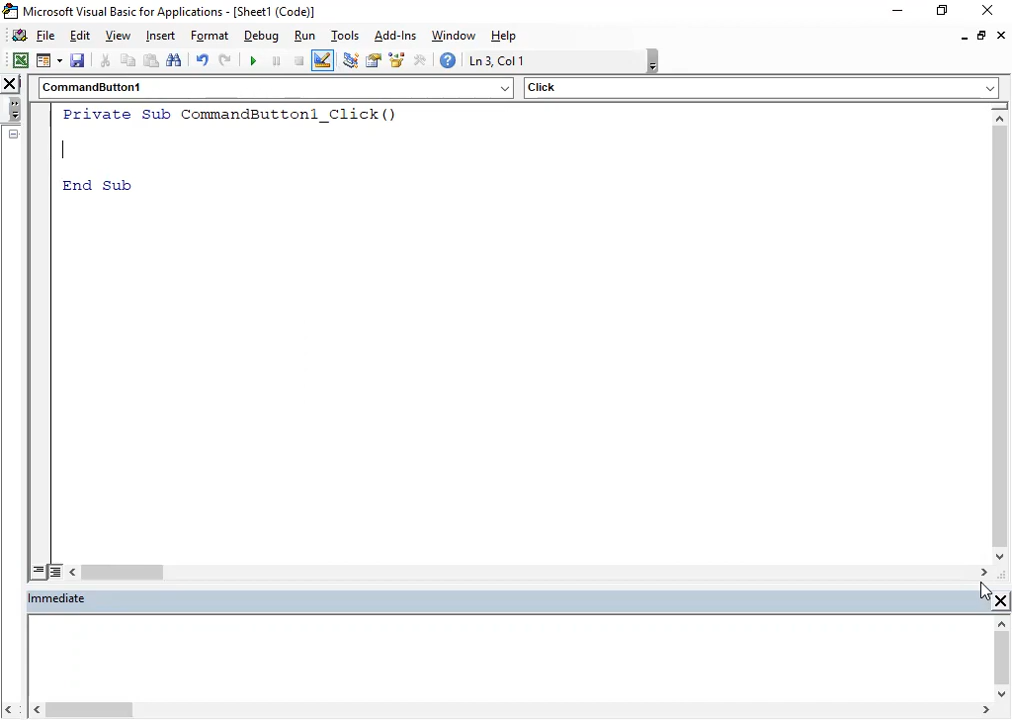 Microsoft Visual Basic for Applications - [Sheet1 (Code)]
File Edit View Insert Format Debug Run Tools Add-Ins Window Help
Ln 3, Col 1
CommandButton1 Click
Private Sub CommandButton1_Click()
End Sub
Immediate